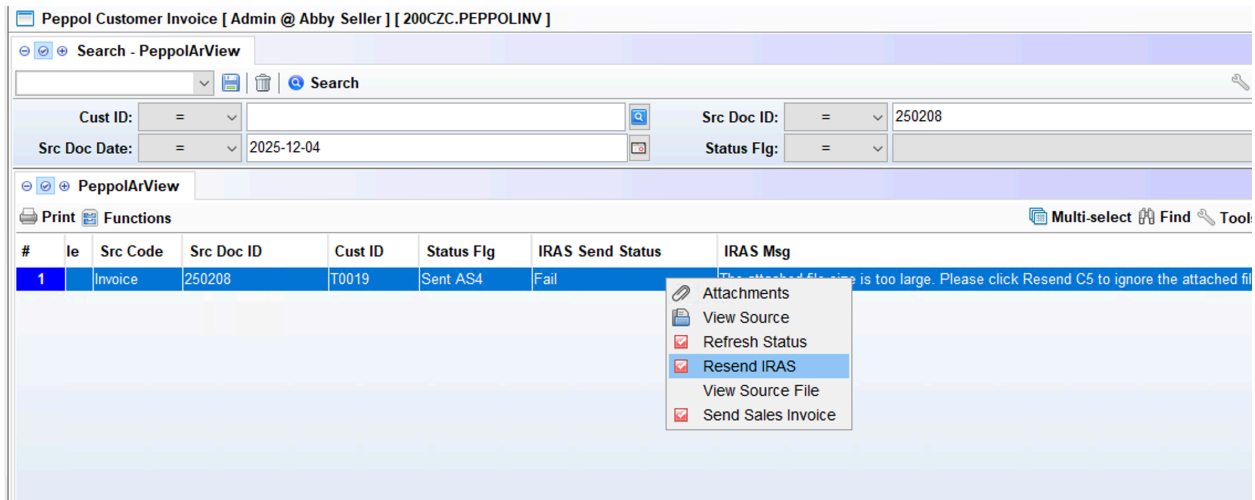 Peppol Customer Invoice [ Admin @ Abby Seller ] [ 200CZC.PEPPOLINV ]
Search - PeppolArView
Search
Cust ID: = Src Doc ID: = 250208
Src Doc Date: = 2025-12-04 Status Flg: =
PeppolArView
Print Functions Multi-select Find Tools
# le Src Code Src Doc ID Cust ID Status Flg IRAS Send Status IRAS Msg
1 Invoice 250208 T0019 Sent AS4 Fail The attached file size is too large. Please click Resend C5 to ignore the attached fil
Attachments
View Source
Refresh Status
Resend IRAS
View Source File
Send Sales Invoice